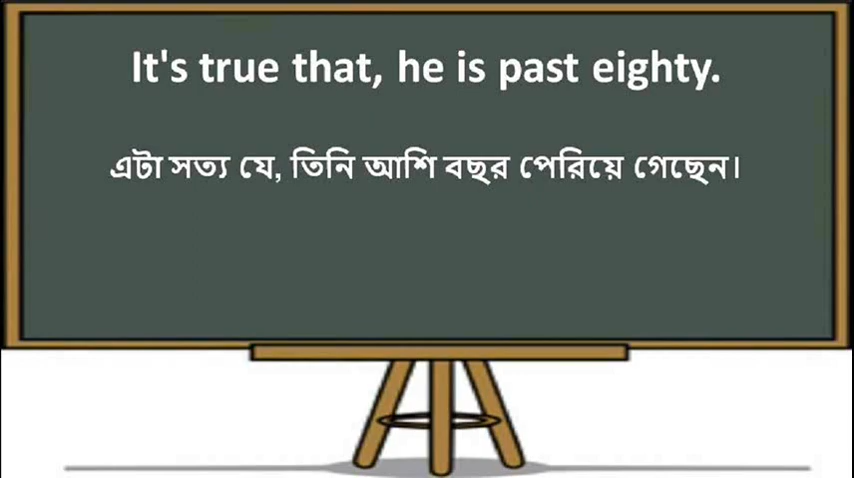 It's true that, he is past eighty.
এটা সত্য যে, তিনি আশি বছর পেরিয়ে গেছেন।